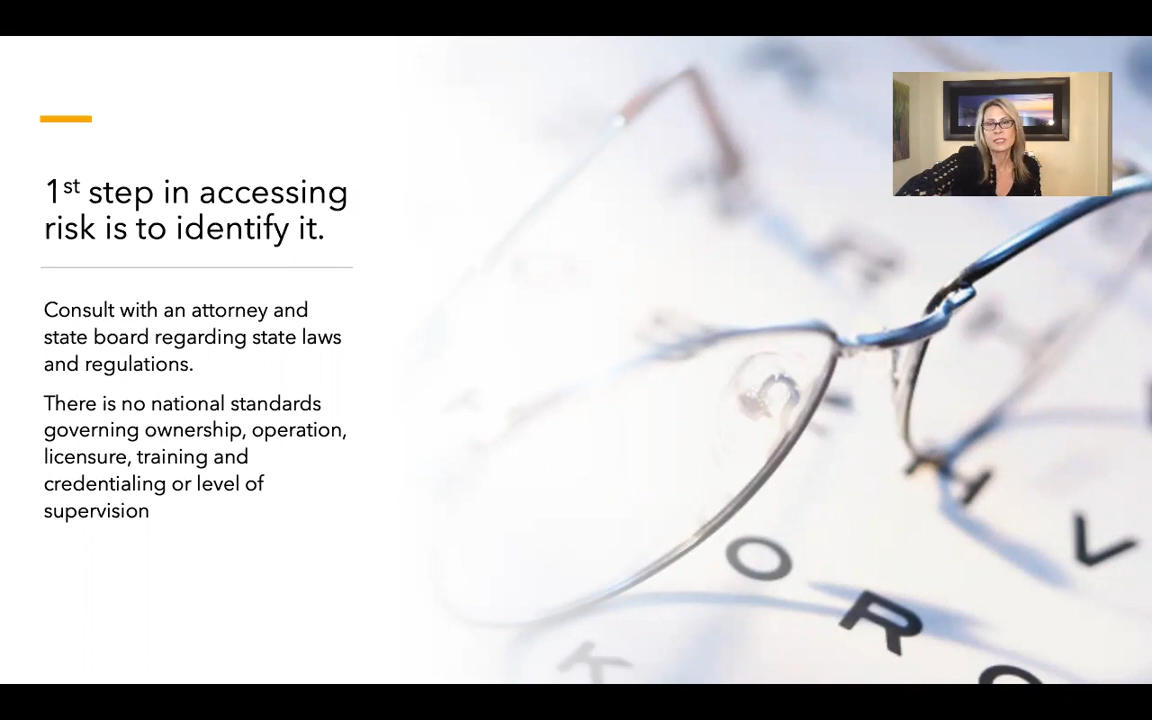 1st step in accessing
risk is to identify it.
Consult with an attorney and
state board regarding state laws
and regulations.
There is no national standards
governing ownership, operation,
licensure, training and
credentialing or level of
supervision
H V
O R
K